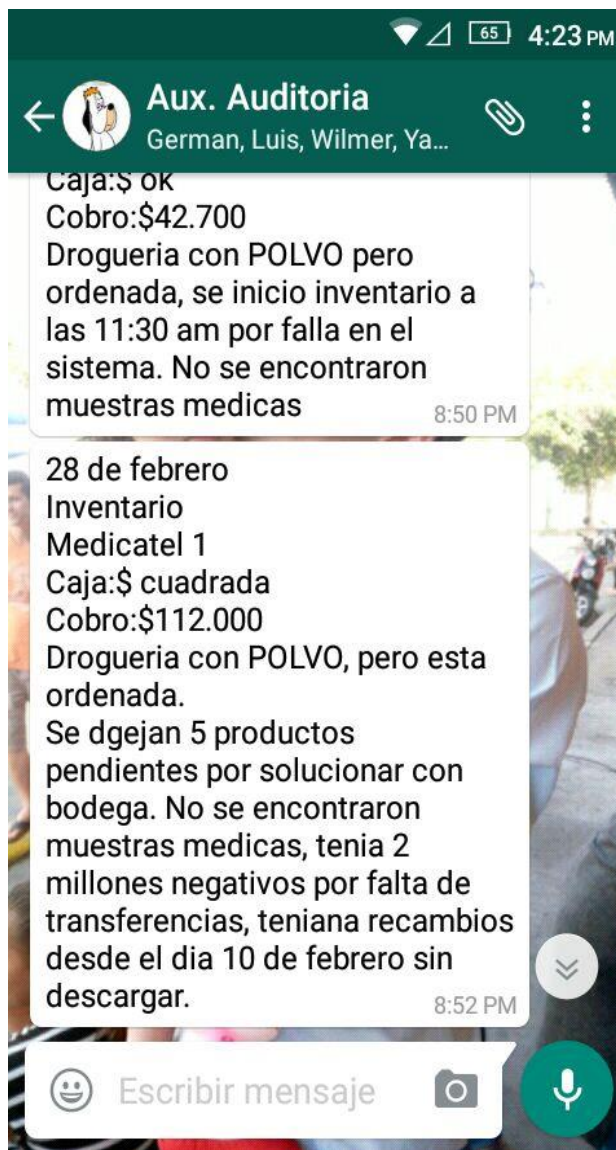 65 4:23 PM
Aux. Auditoria
German, Luis, Wilmer, Ya...
Caja:$ ok
Cobro:$42.700
Drogueria con POLVO pero
ordenada, se inicio inventario a
las 11:30 am por falla en el
sistema. No se encontraron
muestras medicas
8:50 PM
28 de febrero
Inventario
Medicatel 1
Caja:$ cuadrada
Cobro:$112.000
Drogueria con POLVO, pero esta
ordenada.
Se dgejan 5 productos
pendientes por solucionar con
bodega. No se encontraron
muestras medicas, tenia 2
millones negativos por falta de
transferencias, teniana recambios
desde el dia 10 de febrero sin
descargar.
8:52 PM
Escribir mensaje